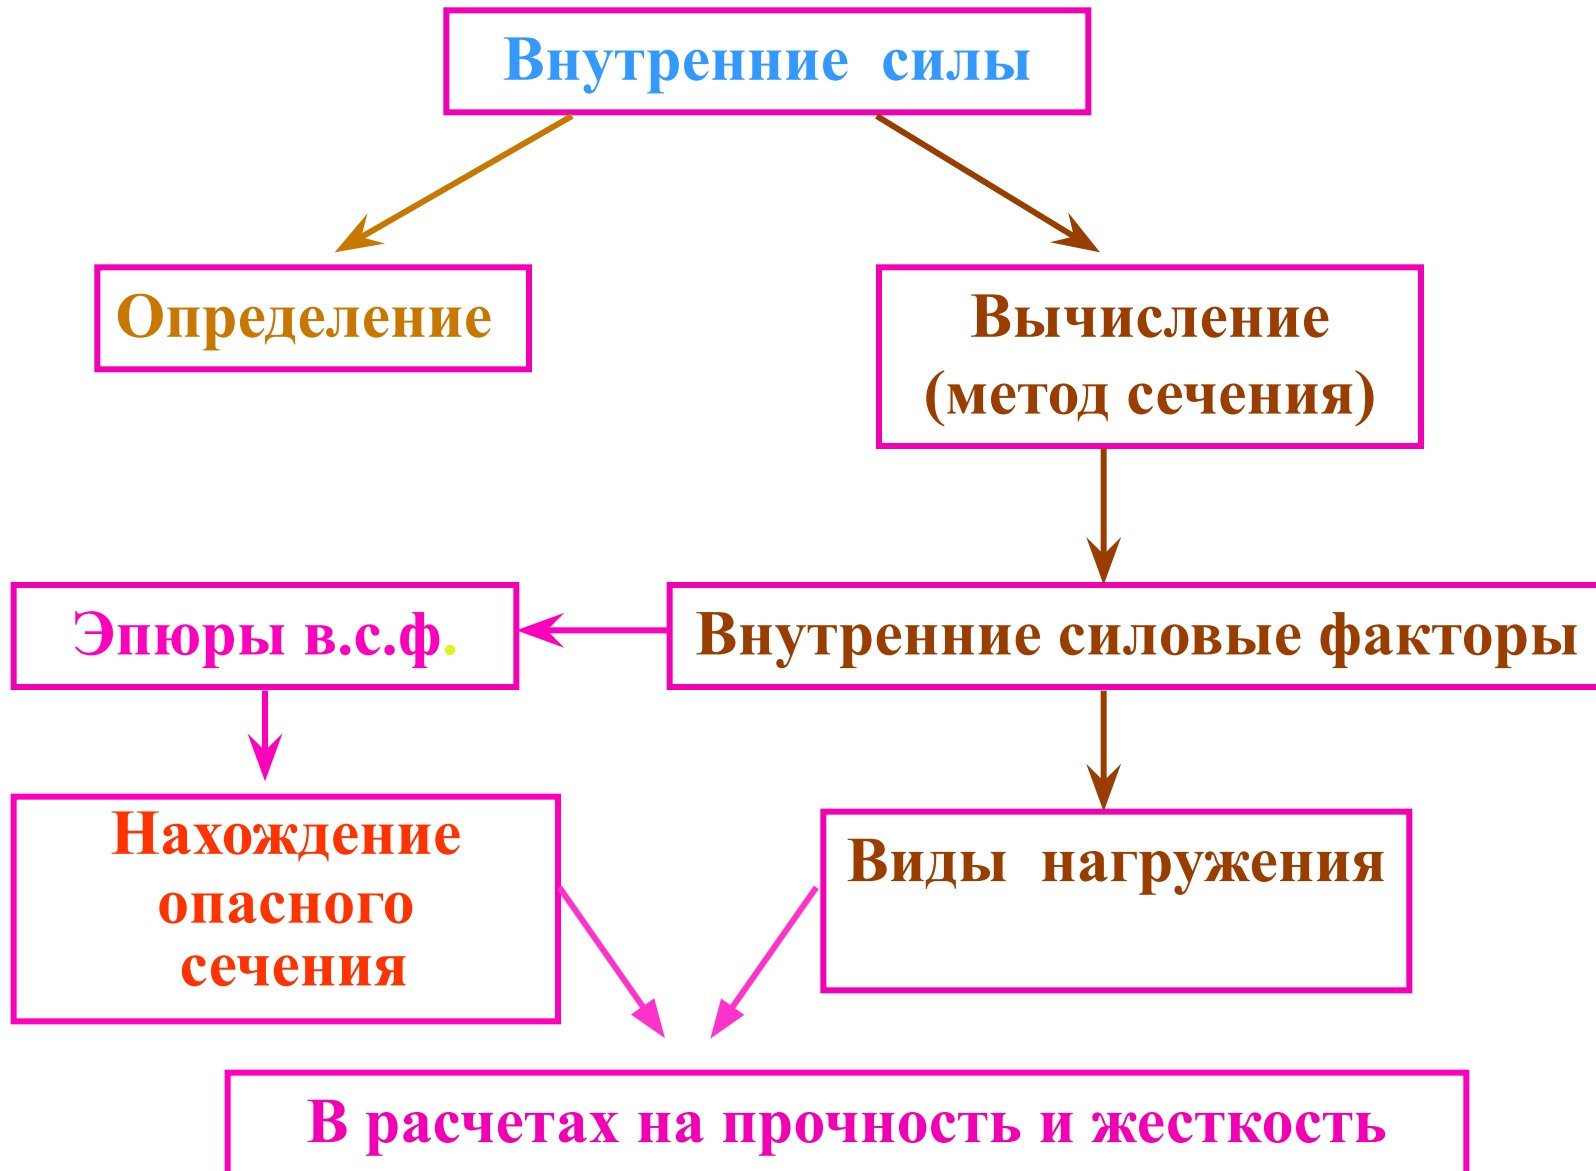 Внутренние силы
Определение
Вычисление
(метод сечения)
Эпюры в.с.ф.
Внутренние силовые факторы
Нахождение
опасного
сечения
Виды нагружения
В расчетах на прочность и жесткость